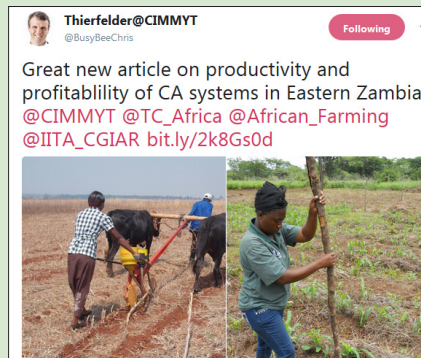 Thierfelder@CIMMYT
@BusyBeeChris
Following
Great new article on productivity and
profitablility of CA systems in Eastern Zambia
@CIMMYT @TC_Africa @African_Farming
@IITA_CGIAR bit.ly/2k8Gs0d